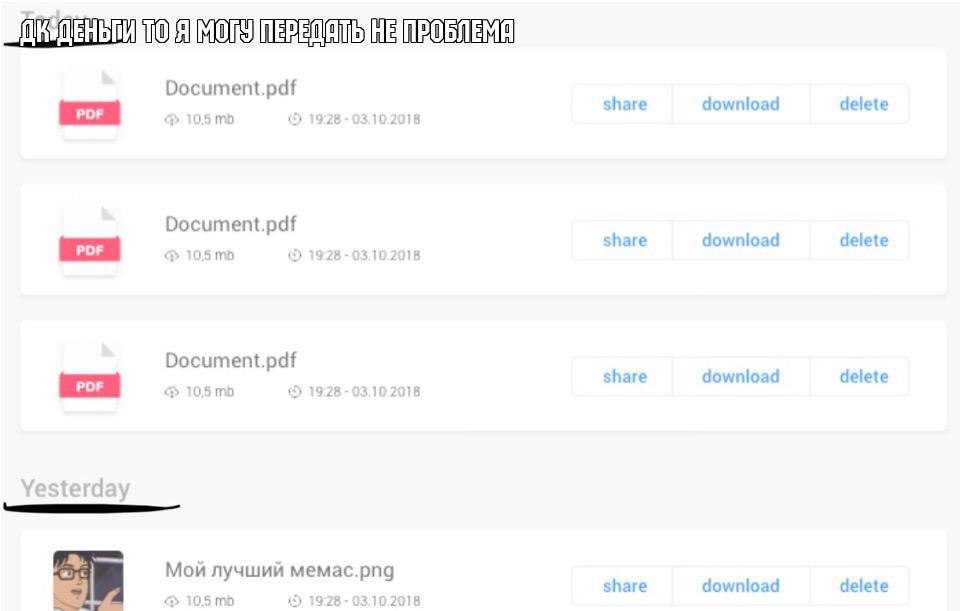 Today
ДК ДЕНЬГИ ТО Я МОГУ ПЕРЕДАТЬ НЕ ПРОБЛЕМА
Document.pdf
PDF
10,5 mb 19:28 - 03.10.2018
share download delete
Document.pdf
PDF
10,5 mb 19:28 - 03.10.2018
share download delete
Document.pdf
PDF
10,5 mb 19:28 - 03.10.2018
share download delete
Yesterday
Мой лучший мемас.png
10,5 mb 19:28 - 03.10.2018
share download delete